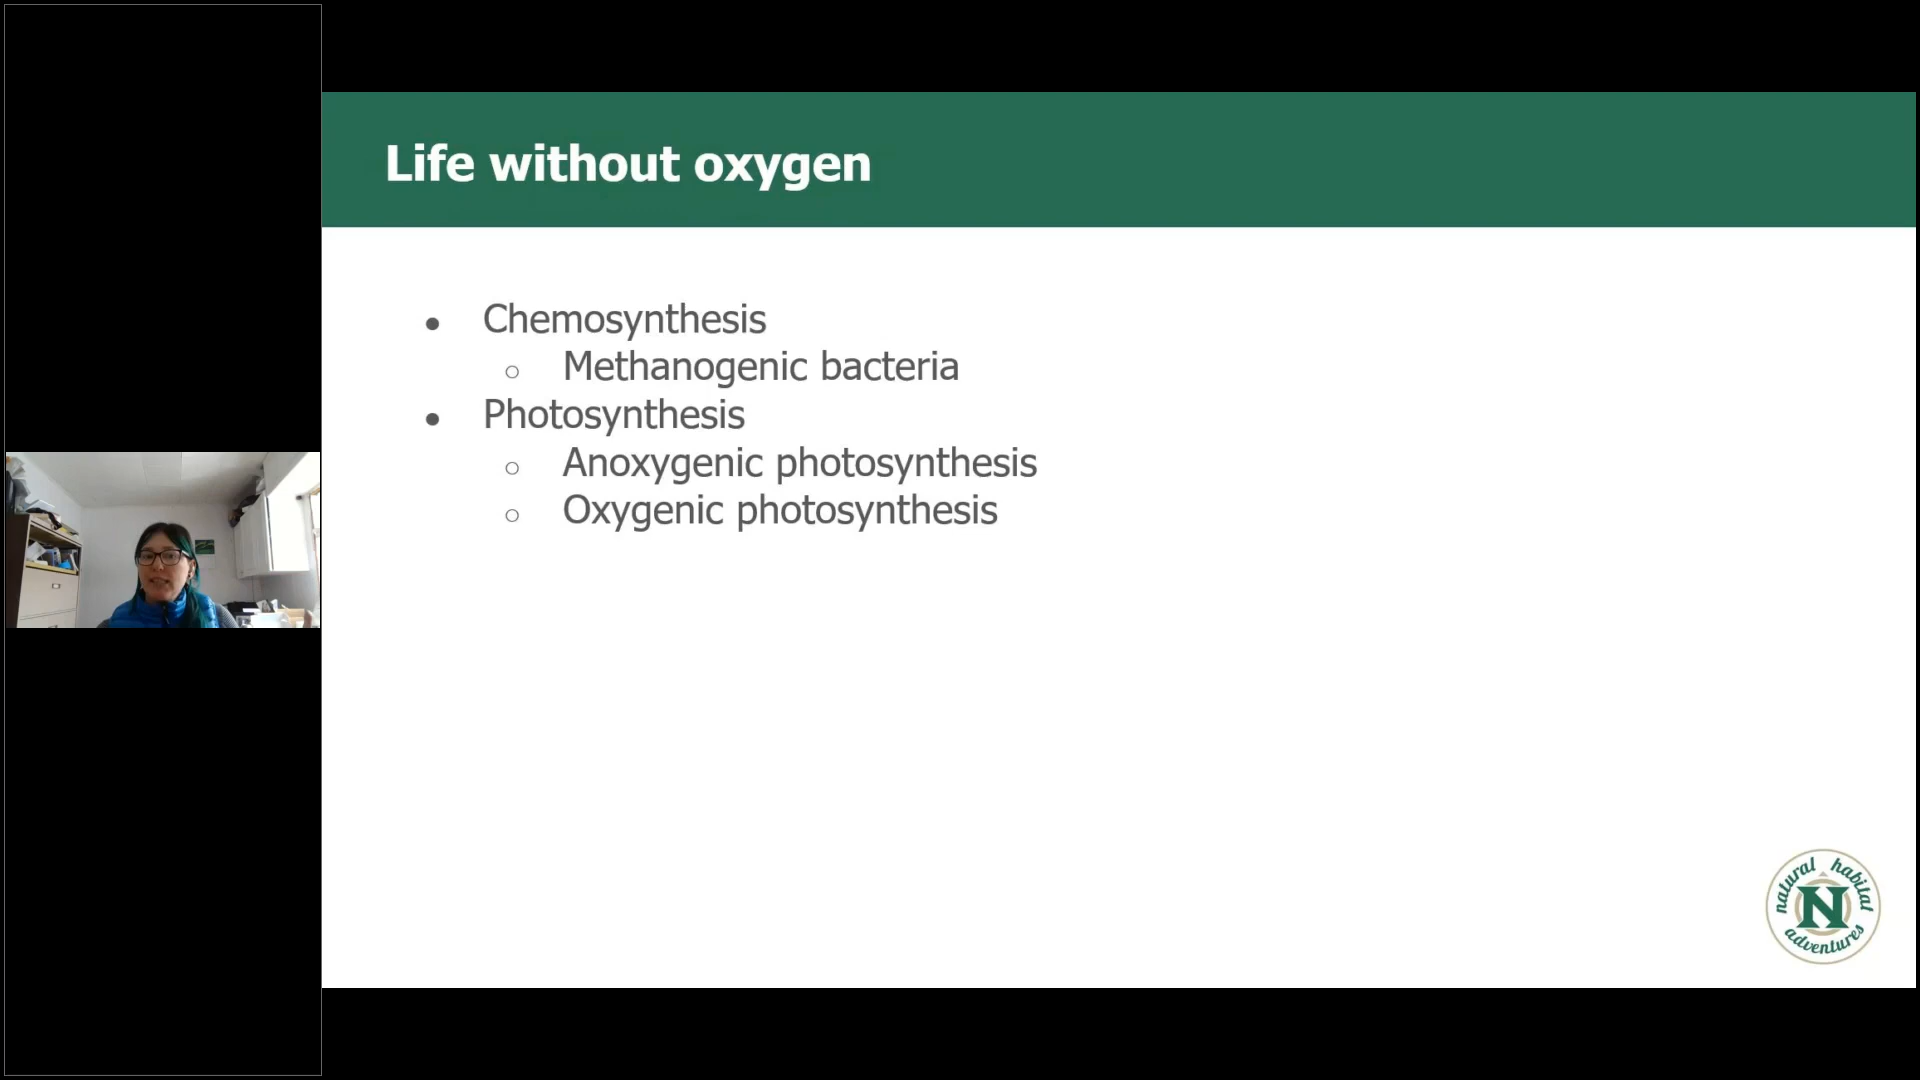 Life without oxygen
● Chemosynthesis
○ Methanogenic bacteria
● Photosynthesis
○ Anoxygenic photosynthesis
○ Oxygenic photosynthesis
natural habitat
N
adventures